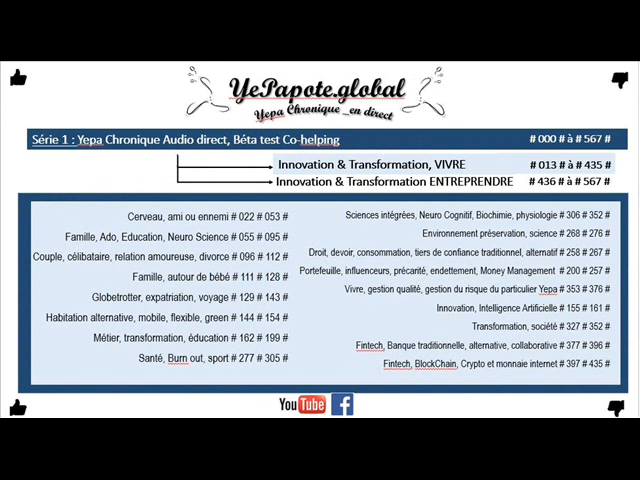 YePapote.global
Yepa Chronique _en direct
Série 1 : Yepa Chronique Audio direct, Béta test Co-helping # 000 # à # 567 #
Innovation & Transformation, VIVRE # 013 # à # 435 #
Innovation & Transformation ENTREPRENDRE # 436 # à # 567 #
Cerveau, ami ou ennemi # 022 # 053 #
Famille, Ado, Education, Neuro Science # 055 # 095 #
Couple, célibataire, relation amoureuse, divorce # 096 # 112 #
Famille, autour de bébé # 111 # 128 #
Globetrotter, expatriation, voyage # 129 # 143 #
Habitation alternative, mobile, flexible, green # 144 # 154 #
Métier, transformation, éducation # 162 # 199 #
Santé, Burn out, sport # 277 # 305 #
Sciences intégrées, Neuro Cognitif, Biochimie, physiologie # 306 # 352 #
Environnement préservation, science # 268 # 276 #
Droit, devoir, consommation, tiers de confiance traditionnel, alternatif # 258 # 267 #
Portefeuille, influenceurs, précarité, endettement, Money Management # 200 # 257 #
Vivre, gestion qualité, gestion du risque du particulier Yepa # 353 # 376 #
Innovation, Intelligence Artificielle # 155 # 161 #
Transformation, société # 327 # 352 #
Fintech, Banque traditionnelle, alternative, collaborative # 377 # 396 #
Fintech, BlockChain, Crypto et monnaie internet # 397 # 435 #
YouTube f